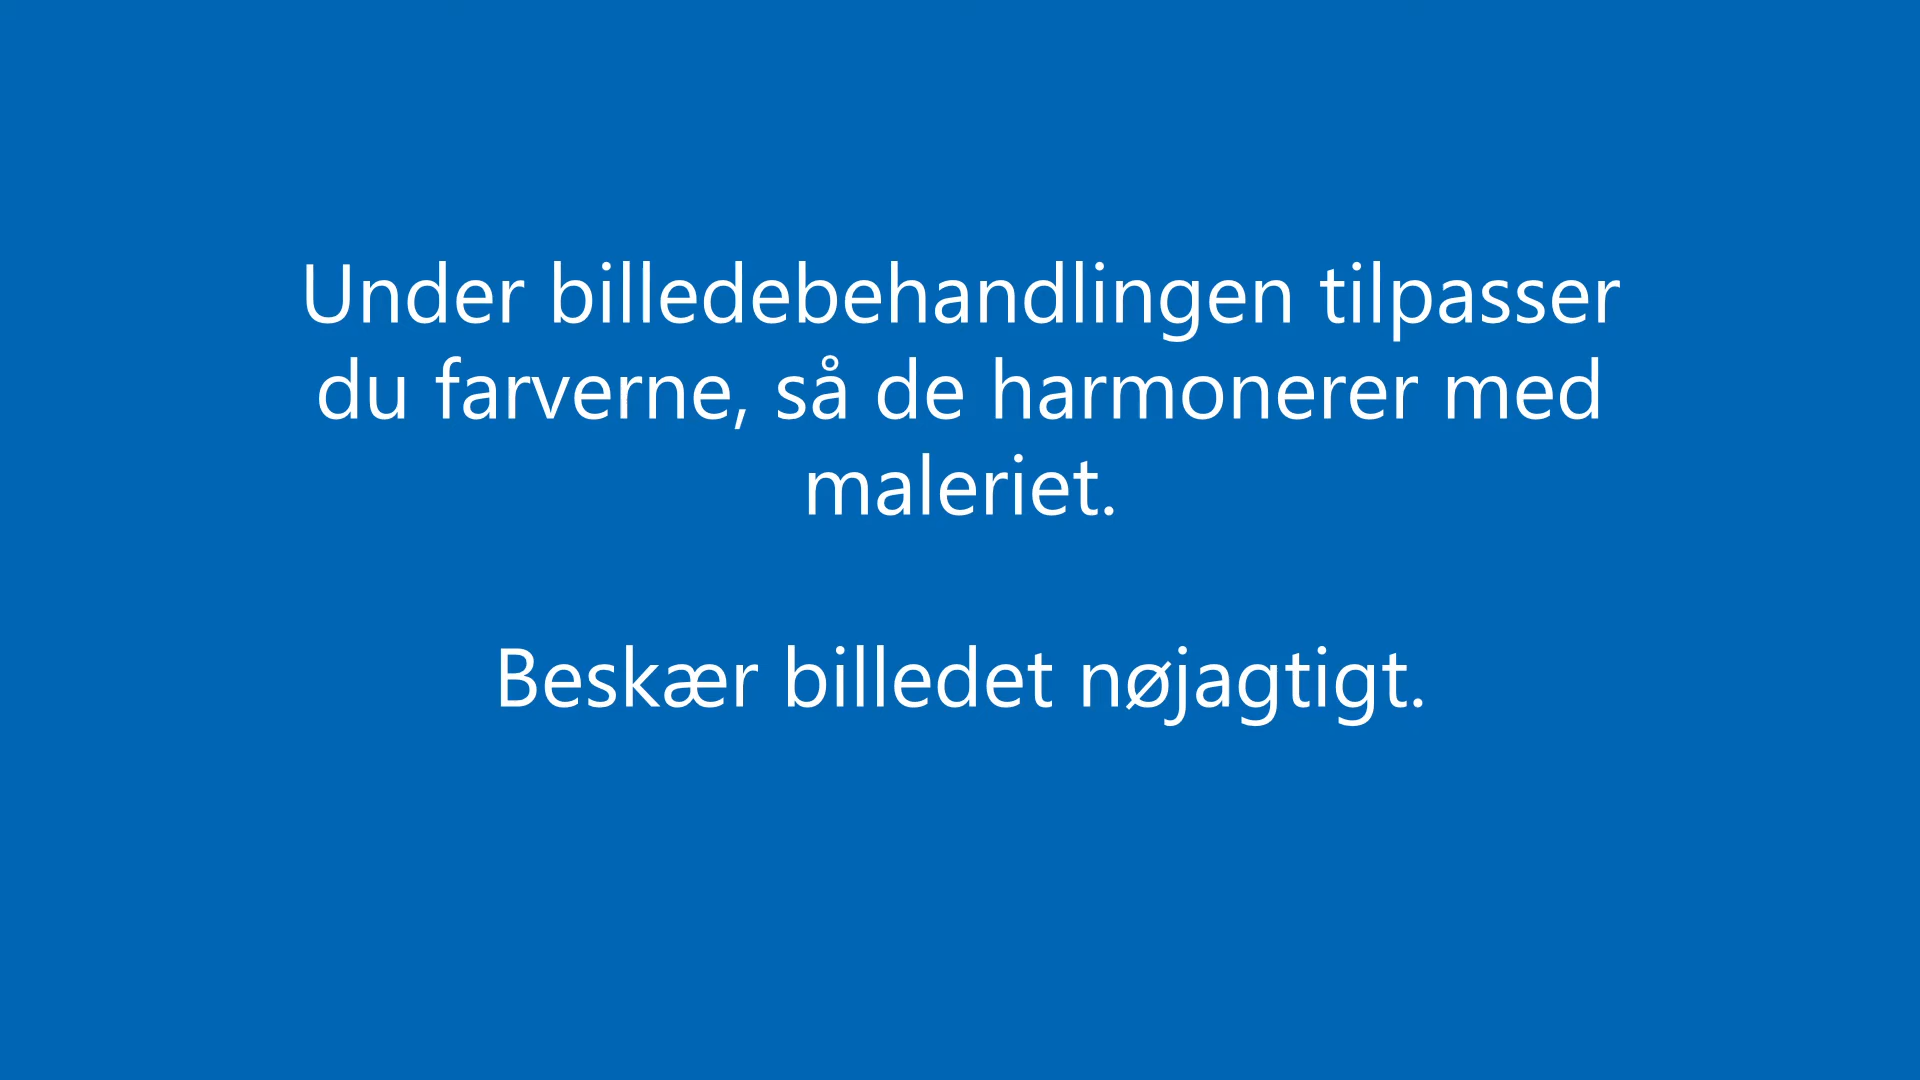 Under billedebehandlingen tilpasser
du farverne, så de harmonerer med
maleriet.
Beskær billedet nøjagtigt.